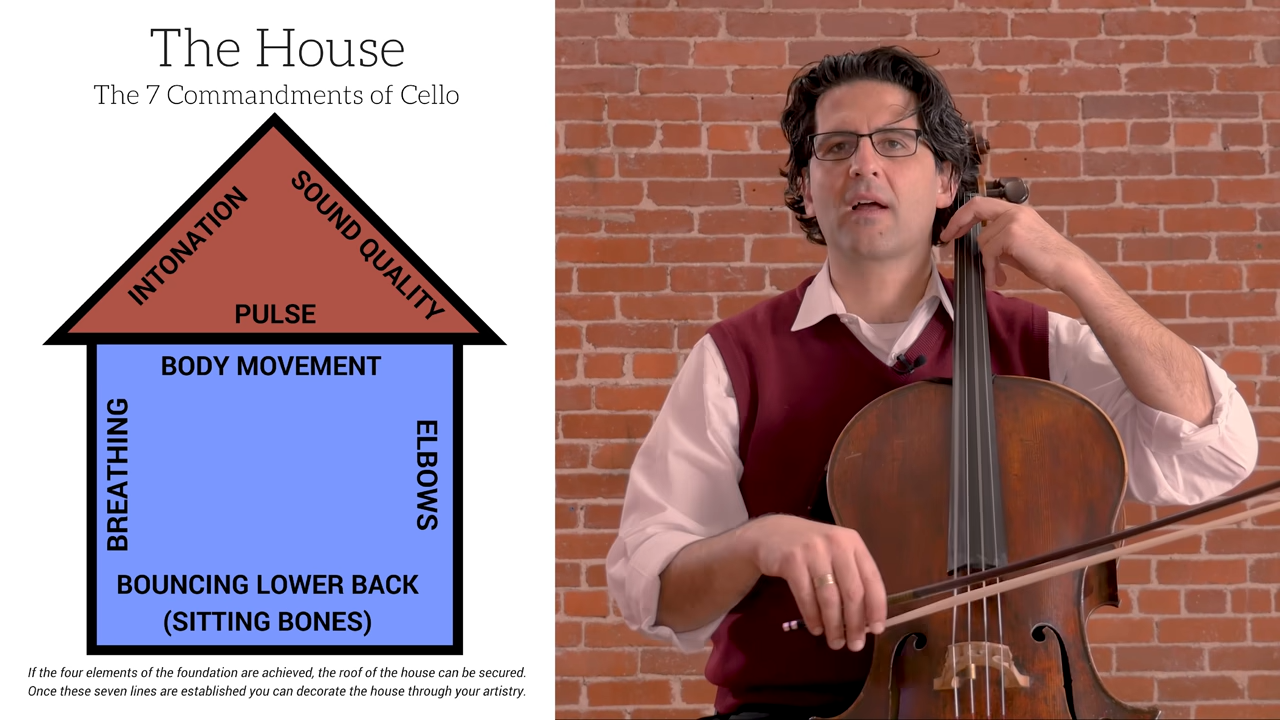 The House
The 7 Commandments of Cello
INTONATION
SOUND QUALITY
PULSE
BODY MOVEMENT
BREATHING
ELBOWS
BOUNCING LOWER BACK
(SITTING BONES)
If the four elements of the foundation are achieved, the roof of the house can be secured.
Once these seven lines are established you can decorate the house through your artistry.